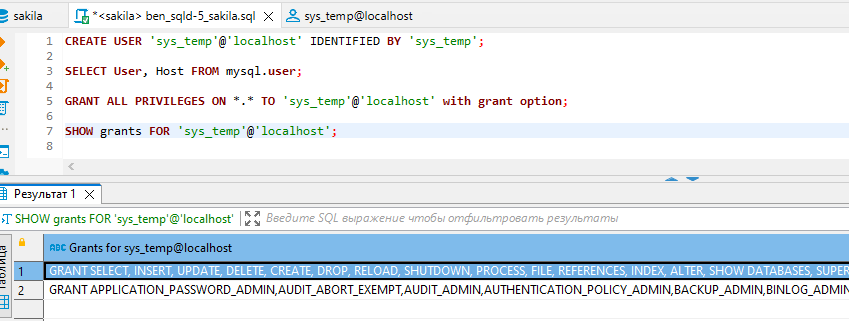 sakila
*<sakila> ben_sqld-5_sakila.sql
sys_temp@localhost
1 CREATE USER 'sys_temp'@'localhost' IDENTIFIED BY 'sys_temp';
2
3 SELECT User, Host FROM mysql.user;
4
5 GRANT ALL PRIVILEGES ON *.* TO 'sys_temp'@'localhost' with grant option;
6
7 SHOW grants FOR 'sys_temp'@'localhost';
8
Результат 1
SHOW grants FOR 'sys_temp'@'localhost'
Введите SQL выражение чтобы отфильтровать результаты
ABC Grants for sys_temp@localhost
1 GRANT SELECT, INSERT, UPDATE, DELETE, CREATE, DROP, RELOAD, SHUTDOWN, PROCESS, FILE, REFERENCES, INDEX, ALTER, SHOW DATABASES, SUPER
2 GRANT APPLICATION_PASSWORD_ADMIN,AUDIT_ABORT_EXEMPT,AUDIT_ADMIN,AUTHENTICATION_POLICY_ADMIN,BACKUP_ADMIN,BINLOG_ADMIN